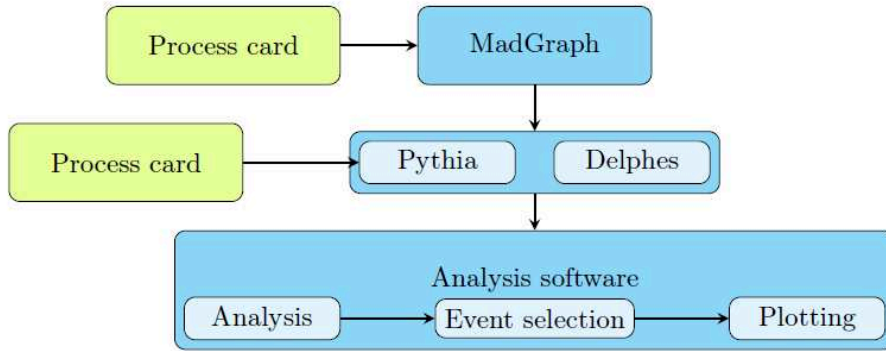 Process card
MadGraph
Process card
Pythia
Delphes
Analysis software
Analysis
Event selection
Plotting